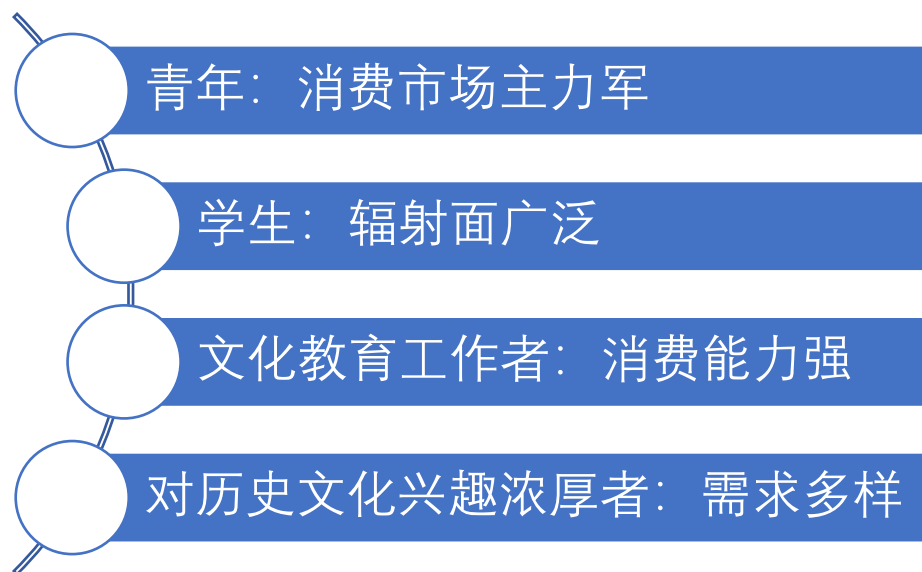 青年：消费市场主力军
学生：辐射面广泛
文化教育工作者：消费能力强
对历史文化兴趣浓厚者：需求多样